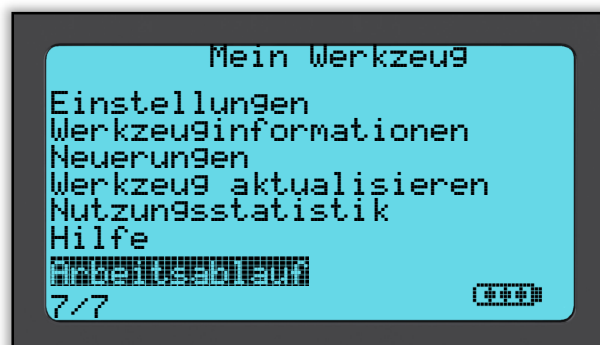 Mein Werkzeug
Einstellungen
Werkzeuginformationen
Neuerungen
Werkzeug aktualisieren
Nutzungsstatistik
Hilfe
Arbeitsablauf
7/7